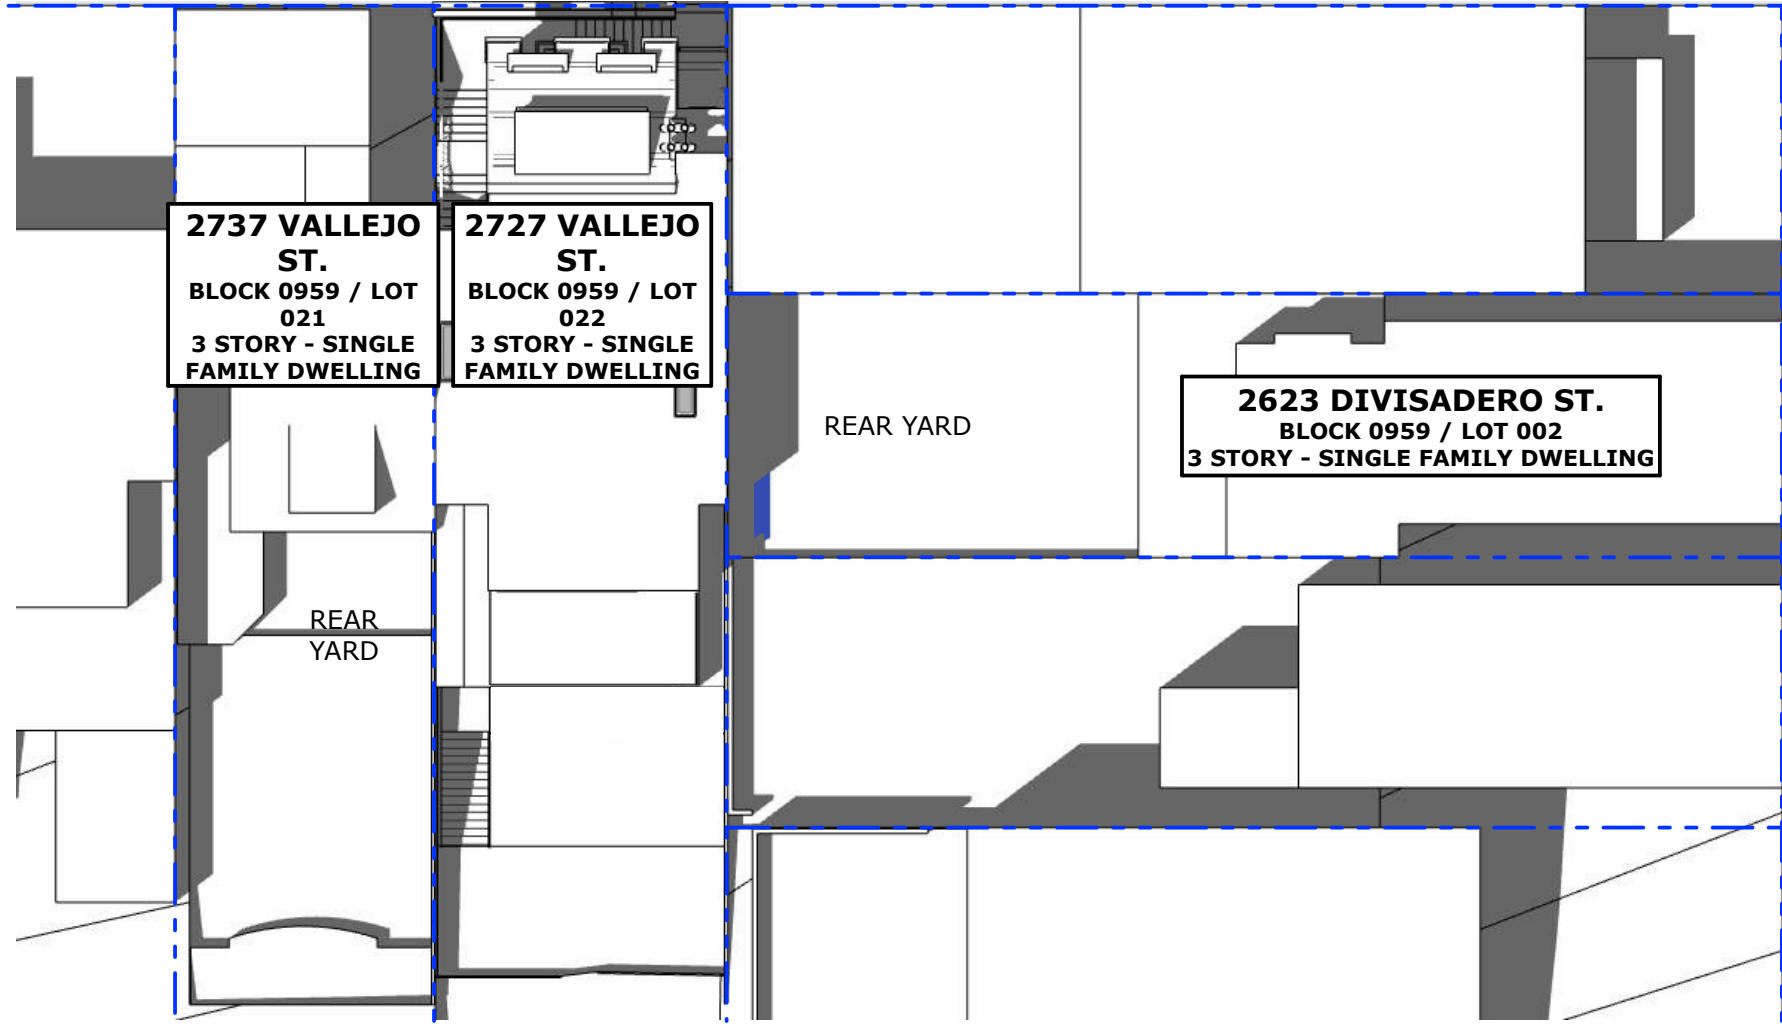 2737 VALLEJO
ST.
BLOCK 0959 / LOT
021
3 STORY - SINGLE
FAMILY DWELLING
2727 VALLEJO
ST.
BLOCK 0959 / LOT
022
3 STORY - SINGLE
FAMILY DWELLING
REAR YARD
2623 DIVISADERO ST.
BLOCK 0959 / LOT 002
3 STORY - SINGLE FAMILY DWELLING
REAR
YARD